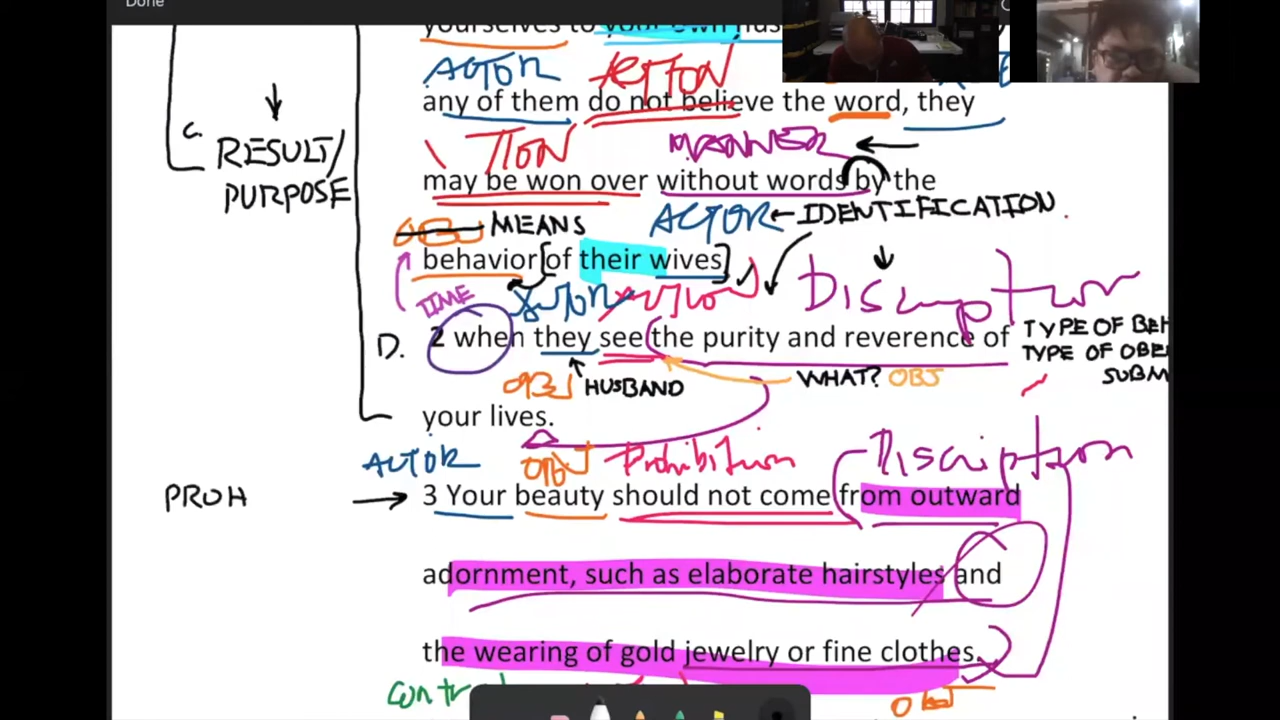 Done
yourselves to your own hus
ACTOR ACTION
any of them do not believe the word, they
C. RESULT/
PURPOSE
TION MANNER
may be won over without words by the
OBJ MEANS ACTOR IDENTIFICATION
behavior [of their wives]
TIME ACTION
D. 2 when they see (the purity and reverence of
TYPE OF BEH
TYPE OF OBE
SUBM
OBJ HUSBAND WHAT? OBJ
your lives.
ACTOR Obj Prohibition Discription
PROH 3 Your beauty should not come from outward
adornment, such as elaborate hairstyles and
the wearing of gold jewelry or fine clothes.